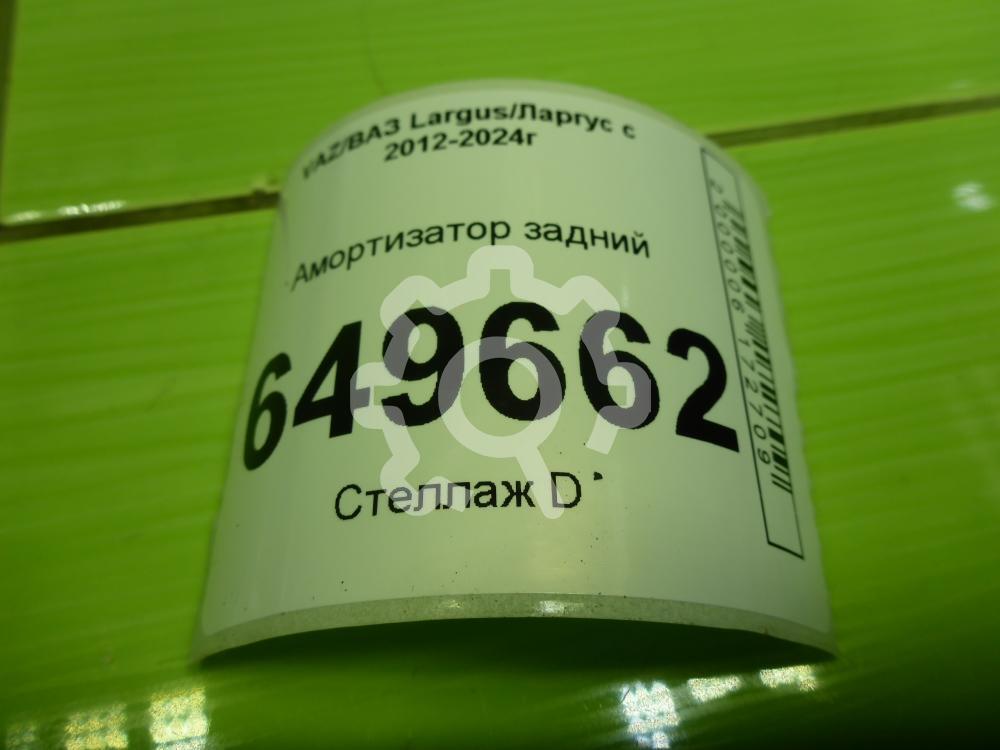 VAZ/ВАЗ Largus/Ларгус с
2012-2024г
Амортизатор задний
649662
Стеллаж D